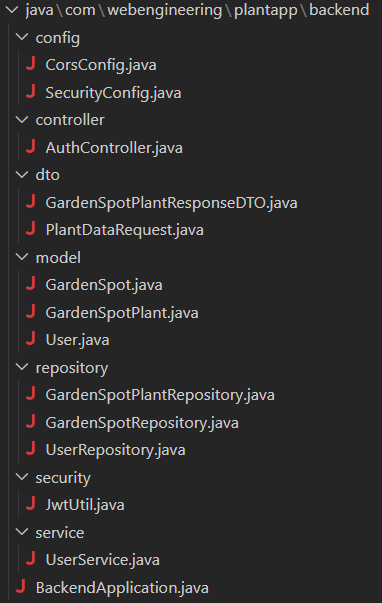 java\com\webengineering\plantapp\backend
config
CorsConfig.java
SecurityConfig.java
controller
AuthController.java
dto
GardenSpotPlantResponseDTO.java
PlantDataRequest.java
model
GardenSpot.java
GardenSpotPlant.java
User.java
repository
GardenSpotPlantRepository.java
GardenSpotRepository.java
UserRepository.java
security
JwtUtil.java
service
UserService.java
BackendApplication.java